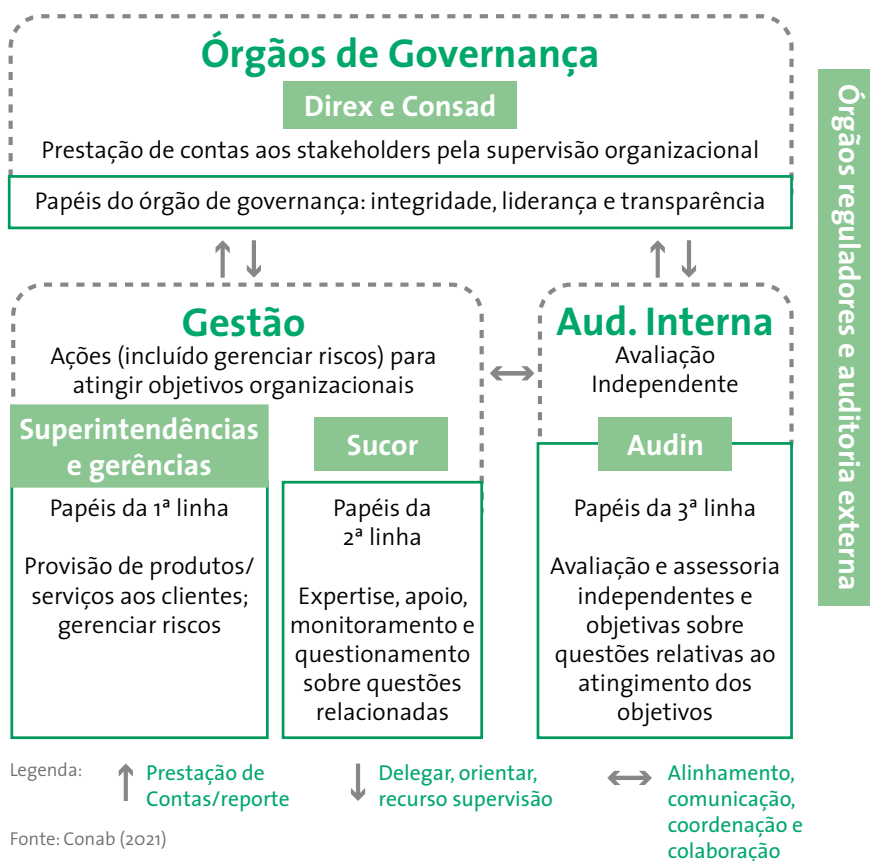 Órgãos de Governança
Direx e Consad
Prestação de contas aos stakeholders pela supervisão organizacional
Papéis do órgão de governança: integridade, liderança e transparência
Gestão
Ações (incluído gerenciar riscos) para
atingir objetivos organizacionais
Superintendências
e gerências
Papéis da 1ª linha
Provisão de produtos/
serviços aos clientes;
gerenciar riscos
Sucor
Papéis da
2ª linha
Expertise, apoio,
monitoramento e
questionamento
sobre questões
relacionadas
Aud. Interna
Avaliação
Independente
Audin
Papéis da 3ª linha
Avaliação e assessoria
independentes e
objetivas sobre
questões relativas ao
atingimento dos
objetivos
Órgãos reguladores e auditoria externa
Legenda:
Prestação de
Contas/reporte
Delegar, orientar,
recurso supervisão
Alinhamento,
comunicação,
coordenação e
colaboração
Fonte: Conab (2021)